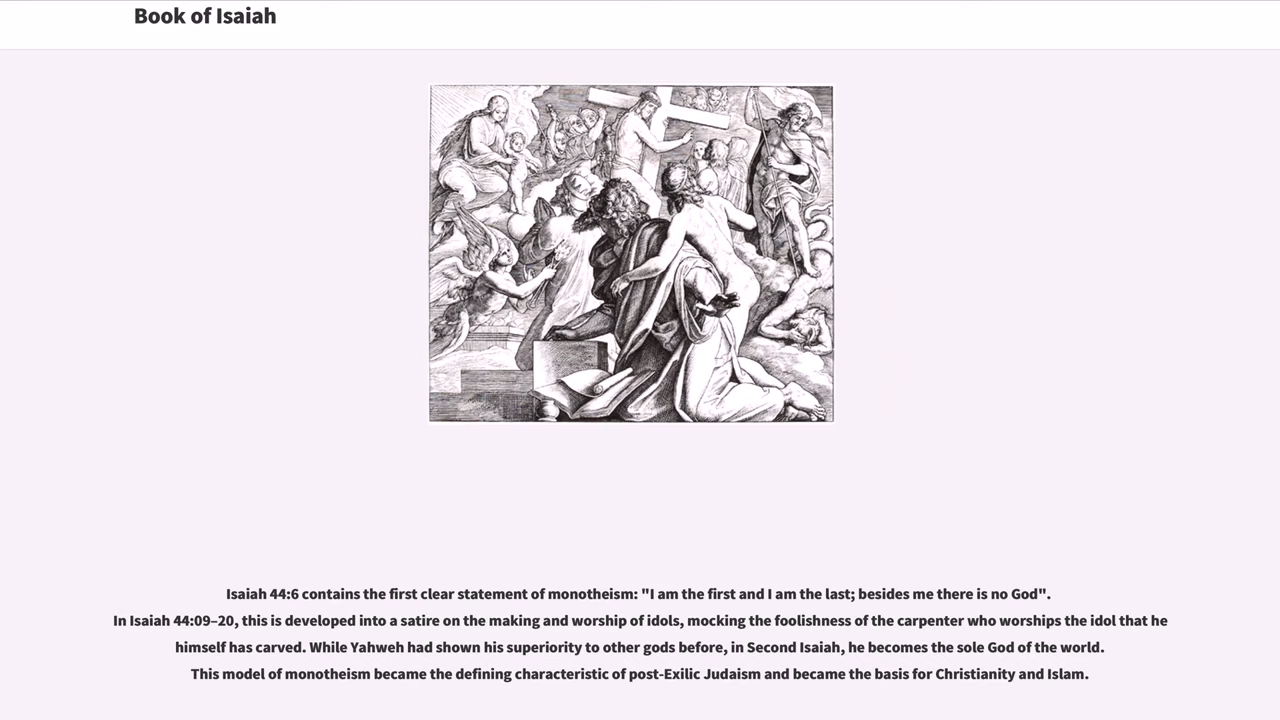 Book of Isaiah
Isaiah 44:6 contains the first clear statement of monotheism: "I am the first and I am the last; besides me there is no God".
In Isaiah 44:09–20, this is developed into a satire on the making and worship of idols, mocking the foolishness of the carpenter who worships the idol that he
himself has carved. While Yahweh had shown his superiority to other gods before, in Second Isaiah, he becomes the sole God of the world.
This model of monotheism became the defining characteristic of post-Exilic Judaism and became the basis for Christianity and Islam.